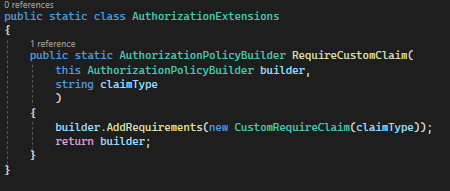 0 references
public static class AuthorizationExtensions
{
1 reference
public static AuthorizationPolicyBuilder RequireCustomClaim(
this AuthorizationPolicyBuilder builder,
string claimType
)
{
builder.AddRequirements(new CustomRequireClaim(claimType));
return builder;
}
}